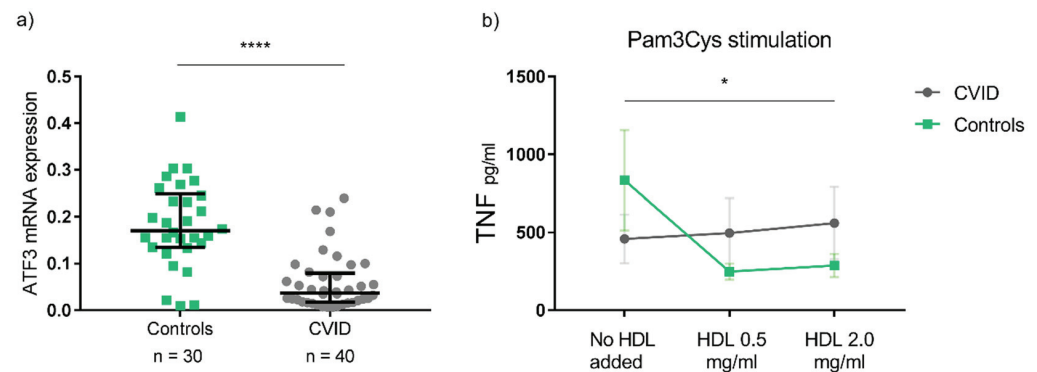 a)
****
ATF3 mRNA expression
0.5
0.4
0.3
0.2
0.1
0.0
Controls
CVID
n = 30
n = 40
b)
Pam3Cys stimulation
*
TNF pg/ml
1500
1000
500
0
No HDL
added
HDL 0.5
mg/ml
HDL 2.0
mg/ml
CVID
Controls